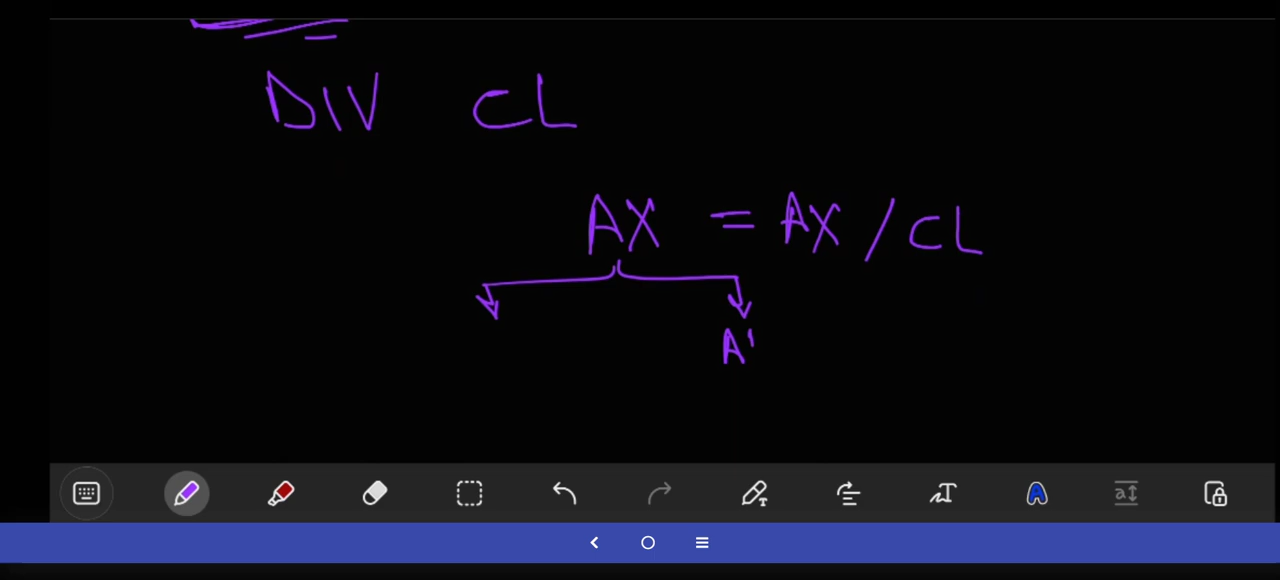 DIV CL
AX = AX / CL
A'